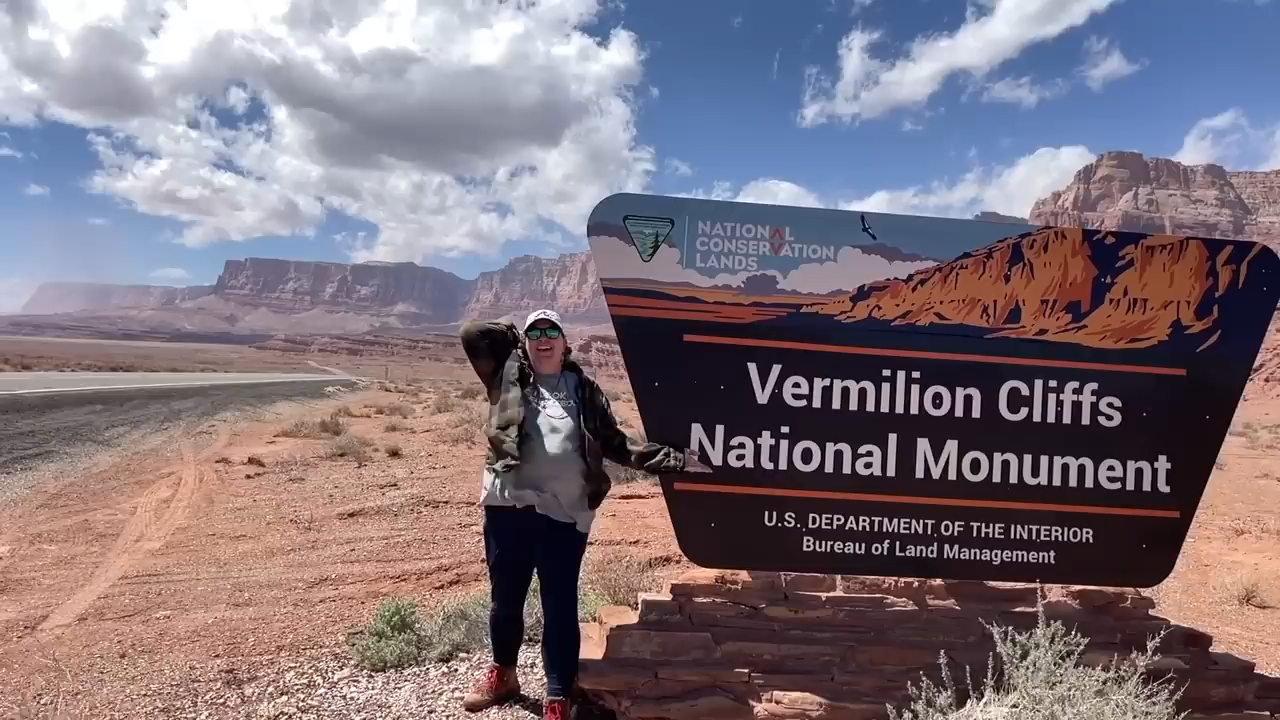 NATIONAL
CONSERVATION
LANDS
Vermilion Cliffs
National Monument
U.S. DEPARTMENT OF THE INTERIOR
Bureau of Land Management